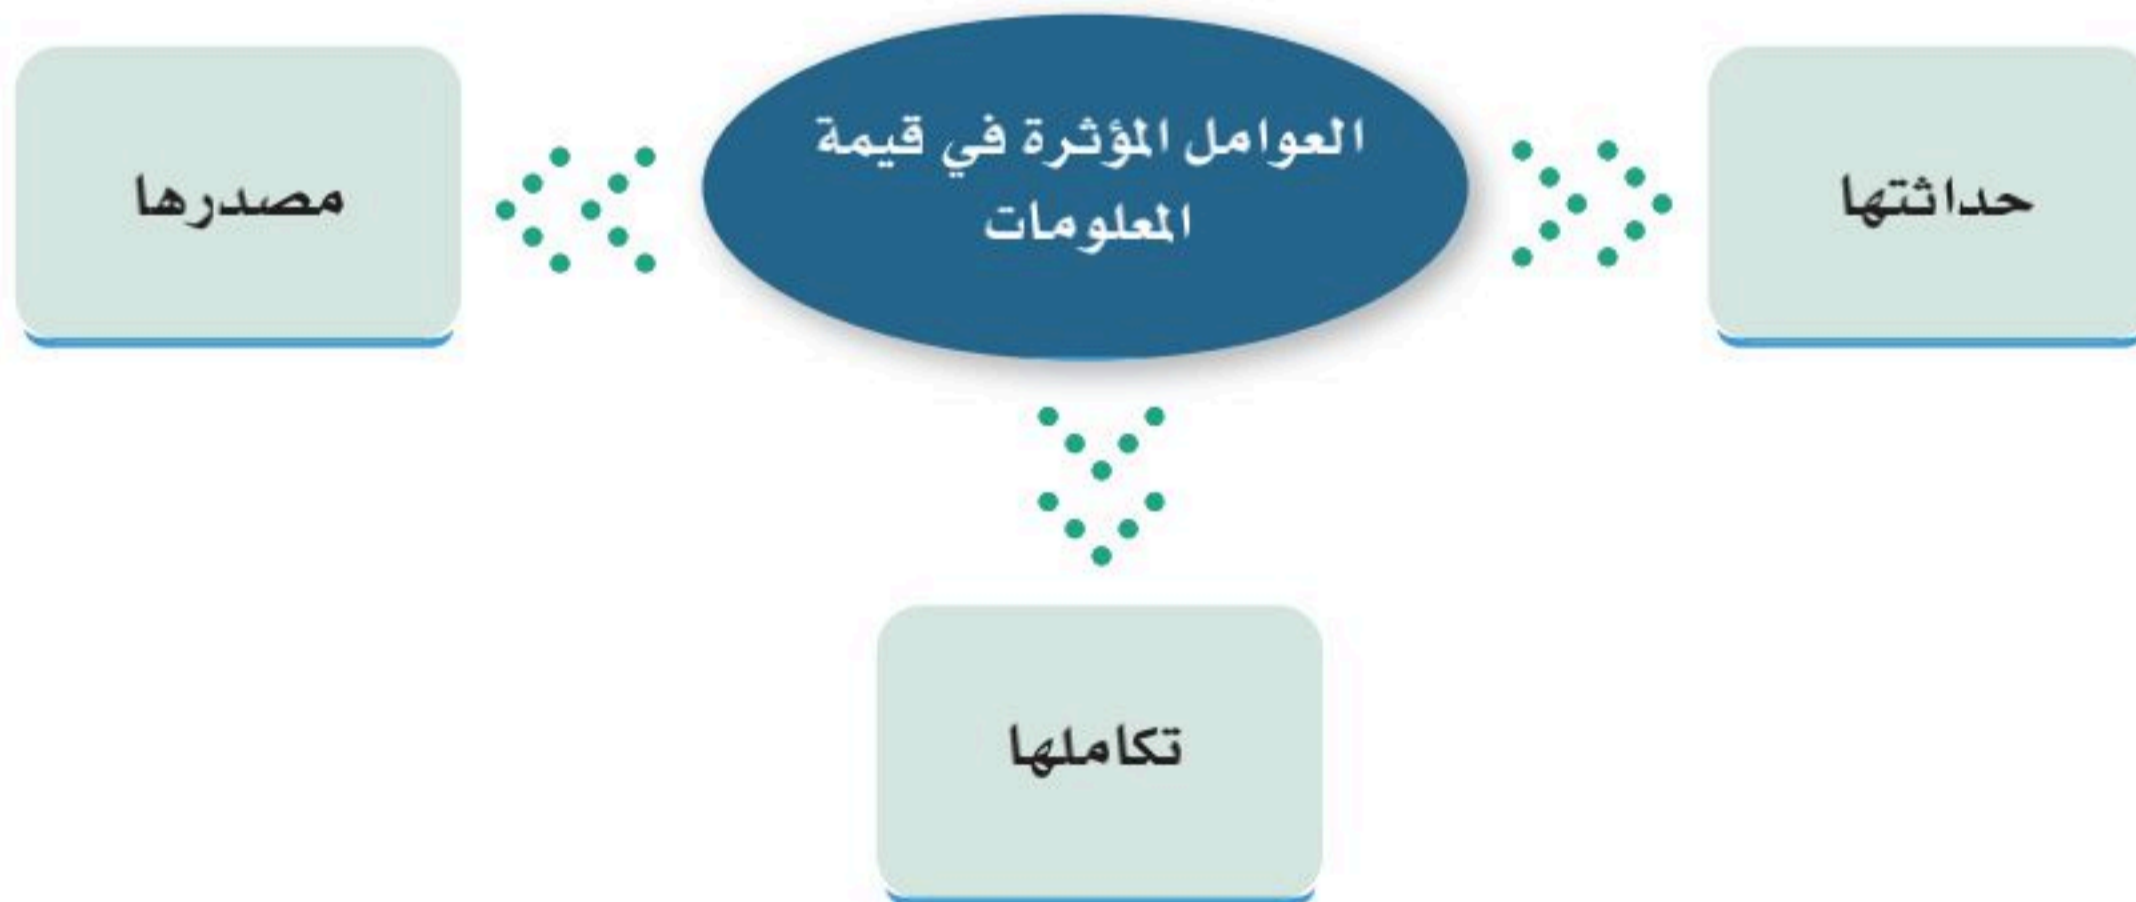 العوامل المؤثرة في قيمة
المعلومات
حداثتها
مصدرها
تكاملها